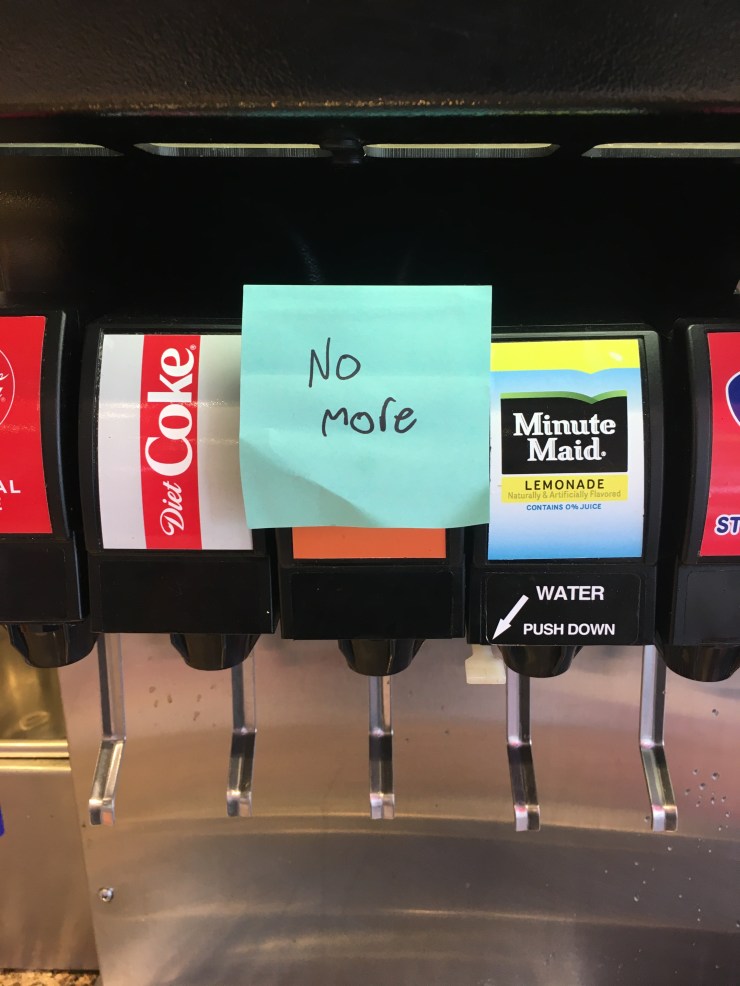 No
more
Diet Coke®
Minute
Maid®
LEMONADE
Naturally & Artificially Flavored
CONTAINS 0% JUICE
WATER
PUSH DOWN
AL
ST